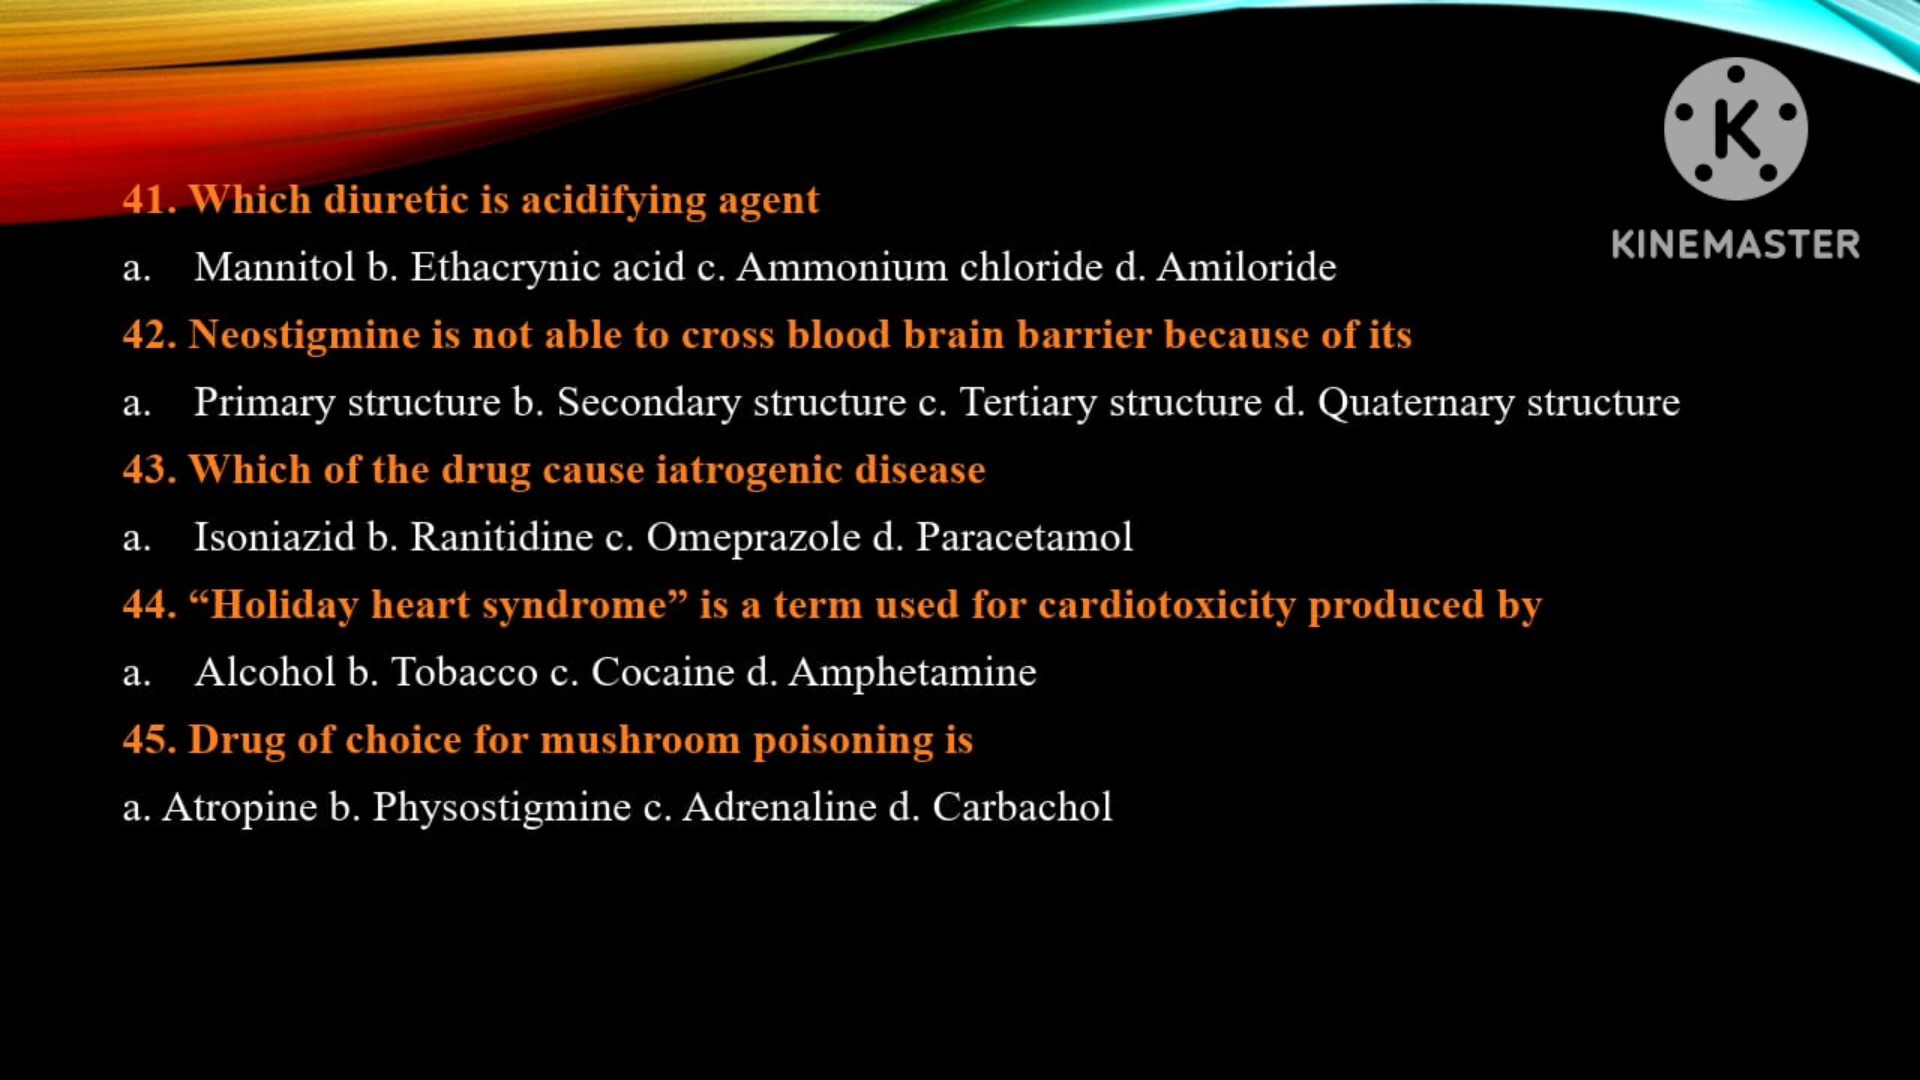 KINEMASTER
41. Which diuretic is acidifying agent
a. Mannitol b. Ethacrynic acid c. Ammonium chloride d. Amiloride
42. Neostigmine is not able to cross blood brain barrier because of its
a. Primary structure b. Secondary structure c. Tertiary structure d. Quaternary structure
43. Which of the drug cause iatrogenic disease
a. Isoniazid b. Ranitidine c. Omeprazole d. Paracetamol
44. “Holiday heart syndrome” is a term used for cardiotoxicity produced by
a. Alcohol b. Tobacco c. Cocaine d. Amphetamine
45. Drug of choice for mushroom poisoning is
a. Atropine b. Physostigmine c. Adrenaline d. Carbachol